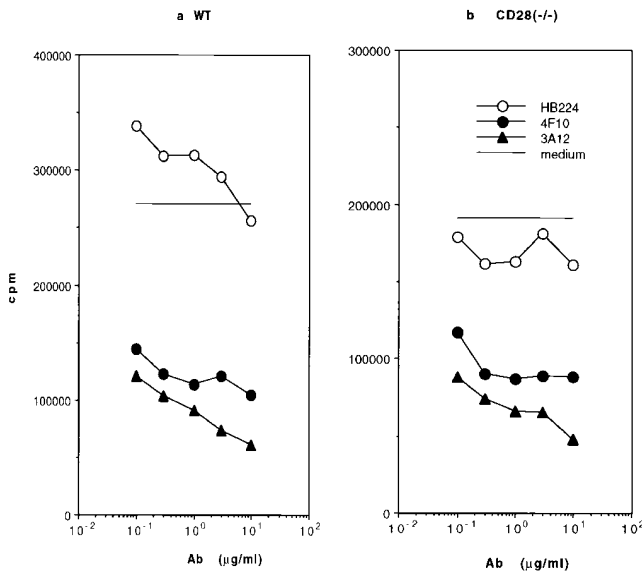 a WT
b CD28(-/-)
400000
300000
200000
100000
0
cpm
10⁻² 10⁻¹ 10⁰ 10¹ 10²
Ab (µg/ml)
300000
200000
100000
0
HB224
4F10
3A12
medium
10⁻² 10⁻¹ 10⁰ 10¹ 10²
Ab (µg/ml)